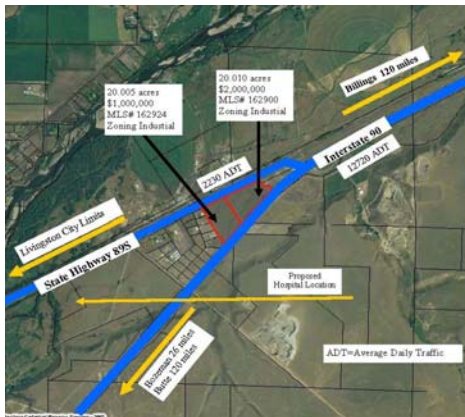 20.005 acres
$1,000,000
MLS# 162924
Zoning Industial
20.010 acres
$2,000,000
MLS# 162900
Zoning Industial
Billings 120 miles
Interstate 90
12720 ADT
2230 ADT
Livingston City Limits
State Highway 89S
Proposed
Hospital Location
Bozeman 26 miles
Butte 120 miles
ADT=Average Daily Traffic